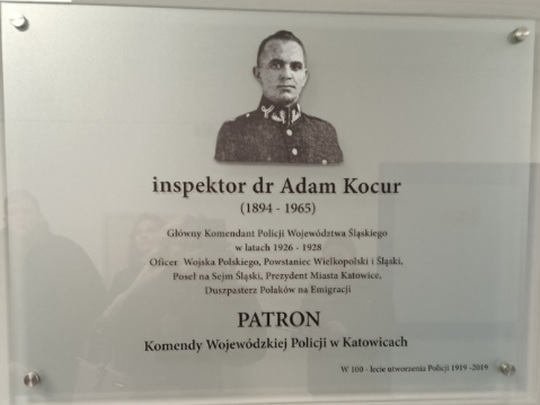 inspektor dr Adam Kocur
(1894 - 1965)
Główny Komendant Policji Województwa Śląskiego
w latach 1926 - 1928
Oficer Wojska Polskiego, Powstaniec Wielkopolski i Śląski,
Poseł na Sejm Śląski, Prezydent Miasta Katowice,
Duszpasterz Polaków na Emigracji
PATRON
Komendy Wojewódzkiej Policji w Katowicach
W 100 - lecie utworzenia Policji 1919 -2019